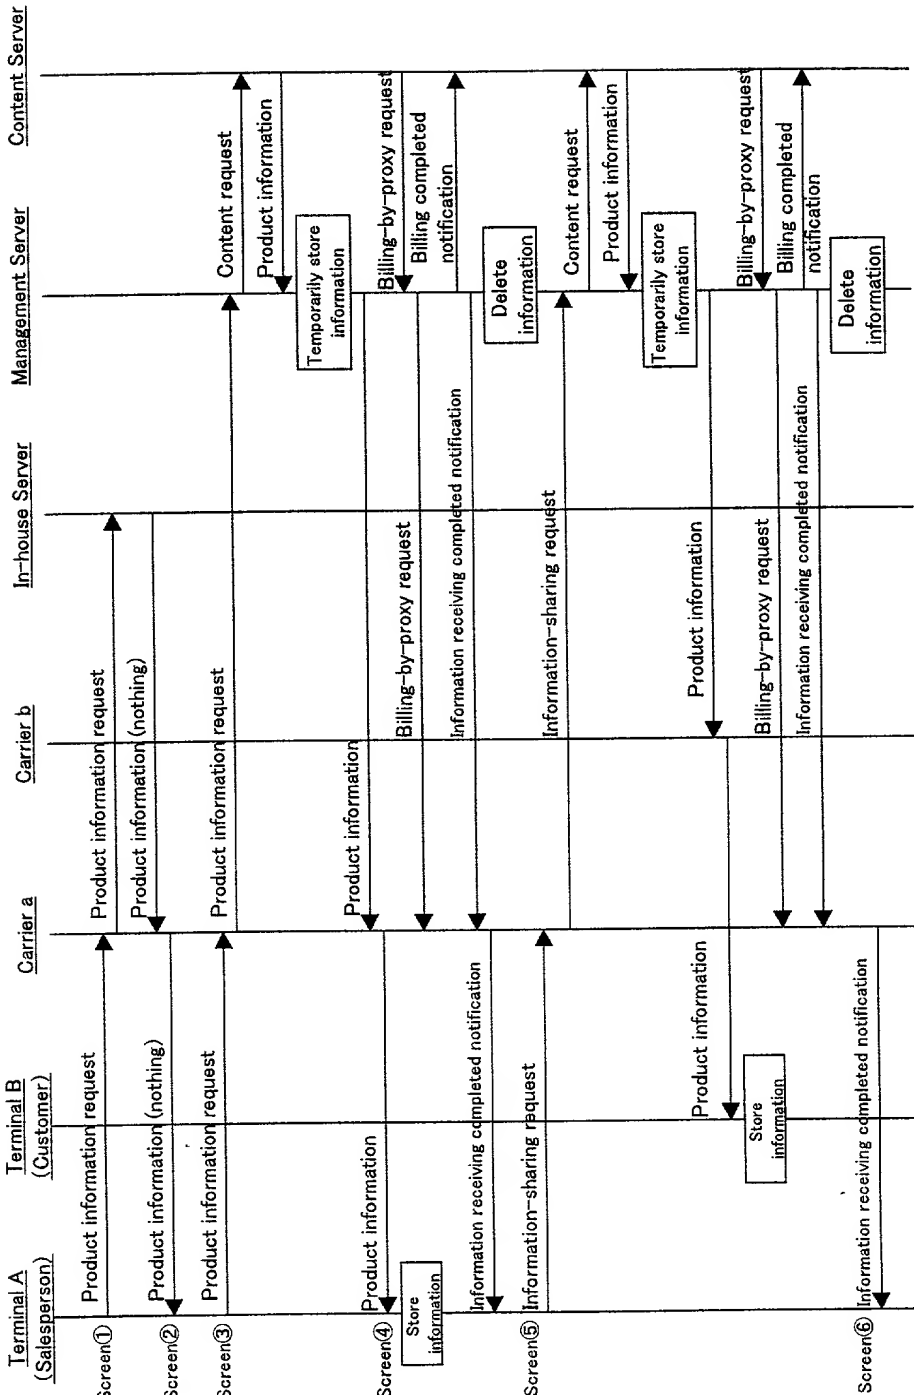 Terminal A
(Salesperson)
Terminal B
(Customer)
Carrier a
Carrier b
In-house Server
Management Server
Content Server
Screen①
Product information request
Product information request
Screen②
Product information (nothing)
Product information (nothing)
Screen③
Product information request
Product information request
Content request
Product information
Temporarily store
information
Screen④
Product information
Product information
Store
information
Billing-by-proxy request
Billing-by-proxy request
Billing completed
notification
Information receiving completed notification
Information receiving completed notification
Delete
information
Screen⑤
Information-sharing request
Information-sharing request
Content request
Product information
Temporarily store
information
Product information
Product information
Store
information
Billing-by-proxy request
Billing-by-proxy request
Billing completed
notification
Information receiving completed notification
Delete
information
Screen⑥
Information receiving completed notification